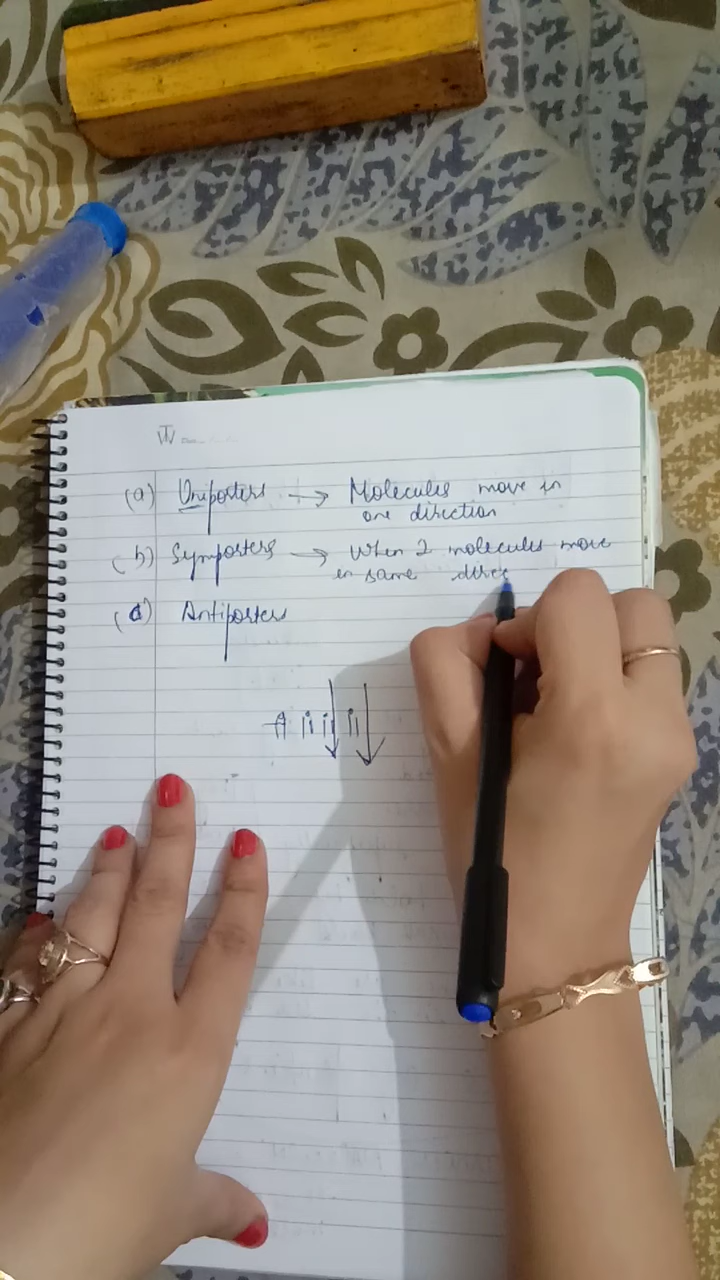 (a) Uniporters → Molecules move in
one direction
(b) Symporters → When 2 molecules move
in same direc
(d) Antiporters